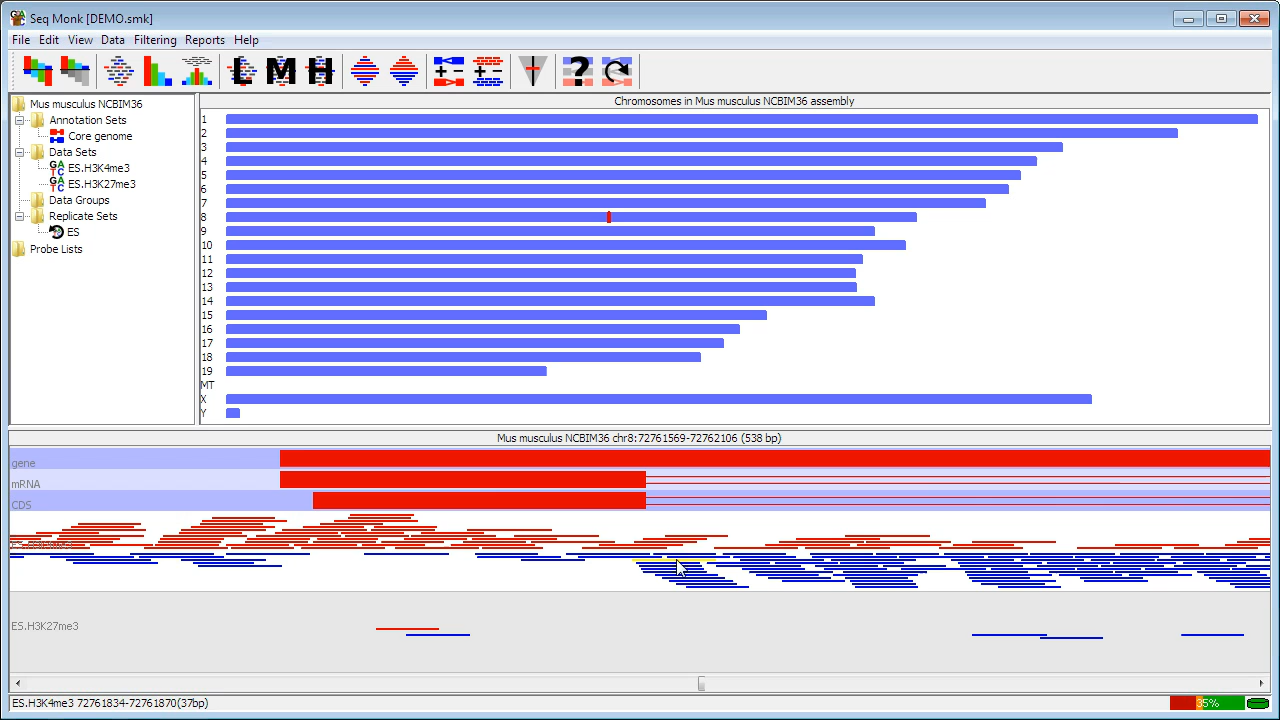 Seq Monk [DEMO.smk]
File Edit View Data Filtering Reports Help
L M H ?
Mus musculus NCBIM36
Annotation Sets
Core genome
Data Sets
ES.H3K4me3
ES.H3K27me3
Data Groups
Replicate Sets
ES
Probe Lists
Chromosomes in Mus musculus NCBIM36 assembly
1
2
3
4
5
6
7
8
9
10
11
12
13
14
15
16
17
18
19
MT
X
Y
Mus musculus NCBIM36 chr8:72761569-72762106 (538 bp)
gene
mRNA
CDS
ES.H3K27me3
ES.H3K4me3 72761834-72761870(37bp)
35%